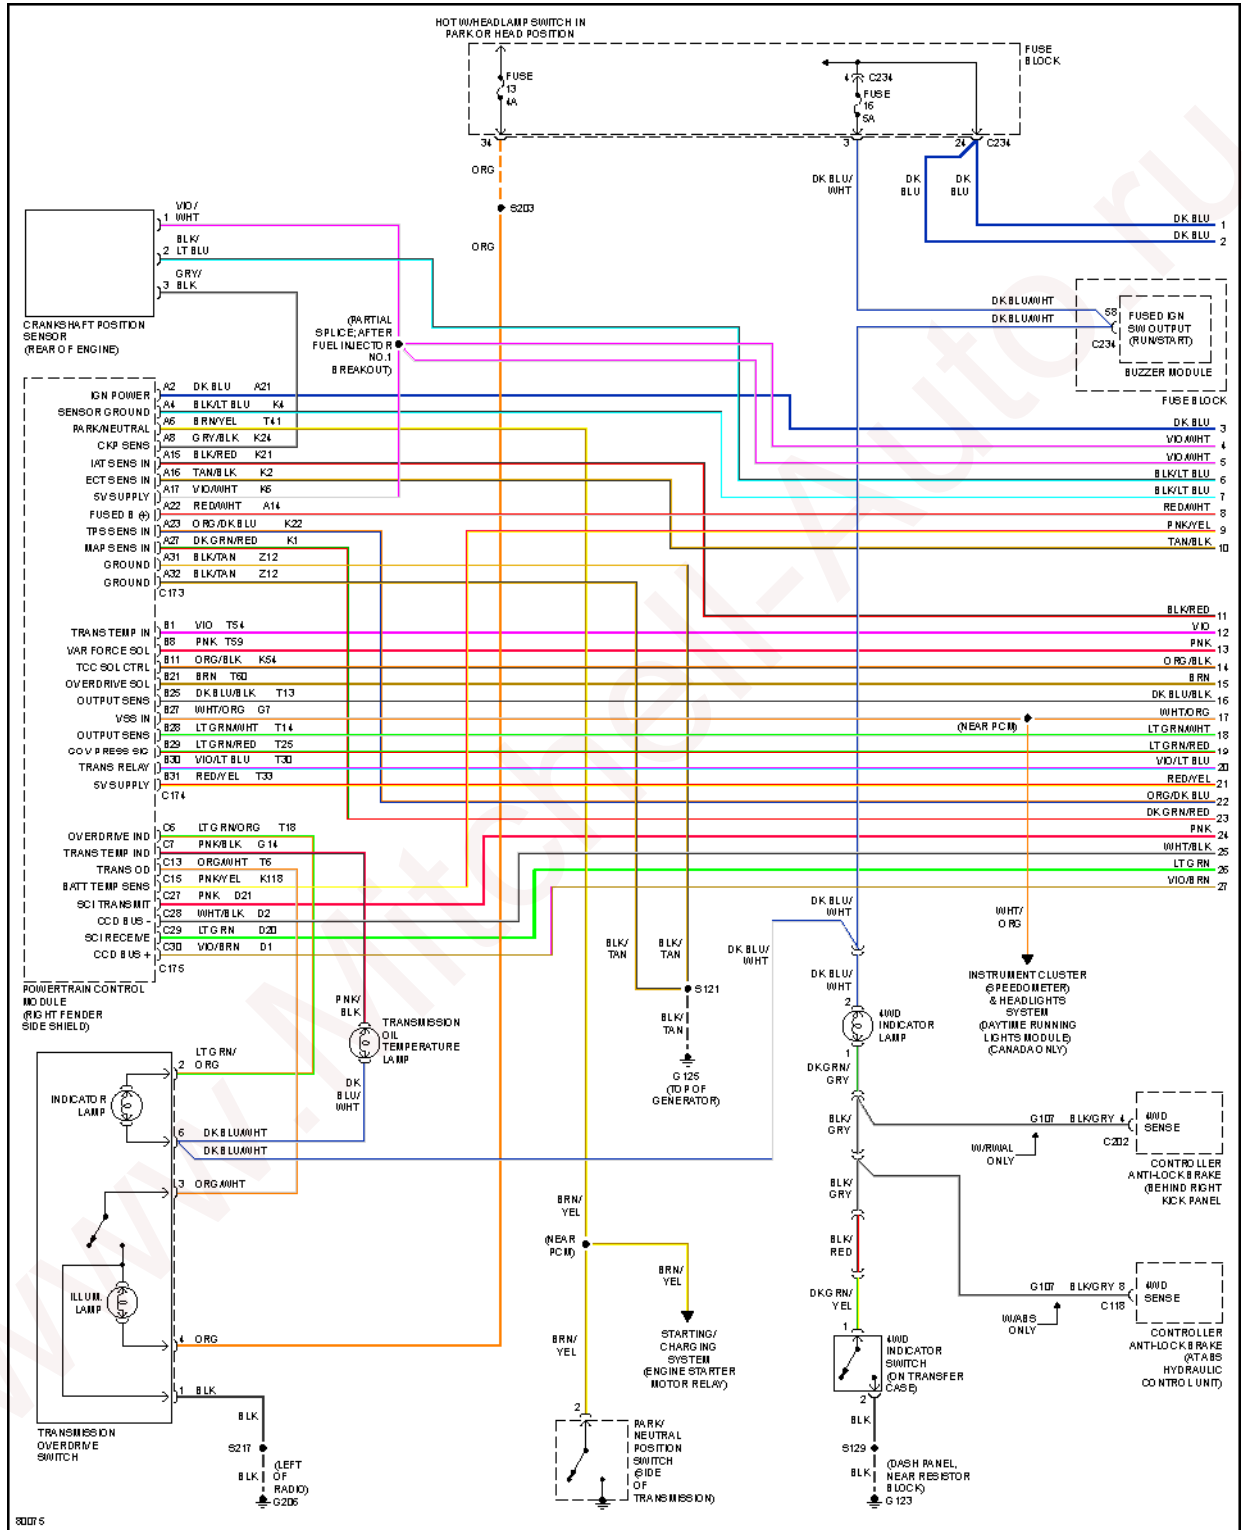 HOT W/HEADLAMP SWITCH IN
PARK OR HEAD POSITION
FUSE
BLOCK
FUSE
13
4A
4
C234
FUSE
16
5A
34
3
24
C234
ORG
DK BLU/
WHT
DK
BLU
DK
BLU
S203
ORG
DK BLU 1
DK BLU 2
1
VIO/
WHT
2
BLK/
LT BLU
3
GRY/
BLK
CRANKSHAFT POSITION
SENSOR
(REAR OF ENGINE)
(PARTIAL
SPLICE; AFTER
FUEL INJECTOR
NO.1
BREAKOUT)
DK BLU/WHT
DK BLU/WHT
58
C234
FUSED IGN
SW OUTPUT
(RUN/START)
BUZZER MODULE
FUSE BLOCK
IGN POWER A2 DK BLU A21
SENSOR GROUND A4 BLK/LT BLU K4
PARK/NEUTRAL A6 BRN/YEL T41
CKP SENS A8 GRY/BLK K24
IAT SENS IN A15 BLK/RED K21
ECT SENS IN A16 TAN/BLK K2
5V SUPPLY A17 VIO/WHT K6
FUSED B (+) A22 RED/WHT A14
TPS SENS IN A23 ORG/DK BLU K22
MAP SENS IN A27 DK GRN/RED K1
GROUND A31 BLK/TAN Z12
GROUND A32 BLK/TAN Z12
C173
DK BLU 3
VIO/WHT 4
VIO/WHT 5
BLK/LT BLU 6
BLK/LT BLU 7
RED/WHT 8
PNK/YEL 9
TAN/BLK 10
TRANS TEMP IN B1 VIO T54
VAR FORCE SOL B8 PNK T59
TCC SOL CTRL B11 ORG/BLK K54
OVERDRIVE SOL B21 BRN T60
OUTPUT SENS B25 DK BLU/BLK T13
VSS IN B27 WHT/ORG G7
OUTPUT SENS B28 LT GRN/WHT T14
GOV PRESS SIG B29 LT GRN/RED T25
TRANS RELAY B30 VIO/LT BLU T30
5V SUPPLY B31 RED/YEL T33
C174
BLK/RED 11
VIO 12
PNK 13
ORG/BLK 14
BRN 15
DK BLU/BLK 16
WHT/ORG 17
(NEAR PCM)
LT GRN/WHT 18
LT GRN/RED 19
VIO/LT BLU 20
RED/YEL 21
ORG/DK BLU 22
DK GRN/RED 23
PNK 24
WHT/BLK 25
LT GRN 26
VIO/BRN 27
OVERDRIVE IND C6 LT GRN/ORG T18
TRANS TEMP IND C7 PNK/BLK G14
TRANS OD C13 ORG/WHT T6
BATT TEMP SENS C15 PNK/YEL K118
SCI TRANSMIT C27 PNK D21
CCD BUS - C28 WHT/BLK D2
SCI RECEIVE C29 LT GRN D20
CCD BUS + C30 VIO/BRN D1
C175
POWERTRAIN CONTROL
MODULE
(RIGHT FENDER
SIDE SHIELD)
BLK/
TAN
BLK/
TAN
S121
BLK/
TAN
G125
(TOP OF
GENERATOR)
DK BLU/
WHT
DK BLU/
WHT
DK BLU/
WHT
2
4WD
INDICATOR
LAMP
1
DK GRN/
GRY
WHT/
ORG
INSTRUMENT CLUSTER
(SPEEDOMETER)
& HEADLIGHTS
SYSTEM
(DAYTIME RUNNING
LIGHTS MODULE)
(CANADA ONLY)
PNK/
BLK
TRANSMISSION
OIL
TEMPERATURE
LAMP
DK
BLU/
WHT
2
LT GRN/
ORG
INDICATOR
LAMP
6 DK BLU/WHT
DK BLU/WHT
3 ORG/WHT
ILLUM.
LAMP
4 ORG
1 BLK
BLK
S217
BLK
(LEFT
OF
RADIO)
G206
TRANSMISSION
OVERDRIVE
SWITCH
BRN/
YEL
(NEAR
PCM)
BRN/
YEL
BRN/
YEL
STARTING/
CHARGING
SYSTEM
(ENGINE STARTER
MOTOR RELAY)
2
PARK/
NEUTRAL
POSITION
SWITCH
(SIDE
OF
TRANSMISSION)
BLK/
GRY
G107 BLK/GRY 4
C202
4WD
SENSE
W/RWAL
ONLY
CONTROLLER
ANTI-LOCK BRAKE
(BEHIND RIGHT
KICK PANEL
BLK/
GRY
BLK/
RED
DK GRN/
YEL
G107 BLK/GRY 8
C118
4WD
SENSE
W/ABS
ONLY
CONTROLLER
ANTI-LOCK BRAKE
(AT ABS
HYDRAULIC
CONTROL UNIT)
1
4WD
INDICATOR
SWITCH
(ON TRANSFER
CASE)
2
BLK
S129
BLK
(DASH PANEL,
NEAR RESISTOR
BLOCK)
G123
80075
www.Mitchell-Auto.ru